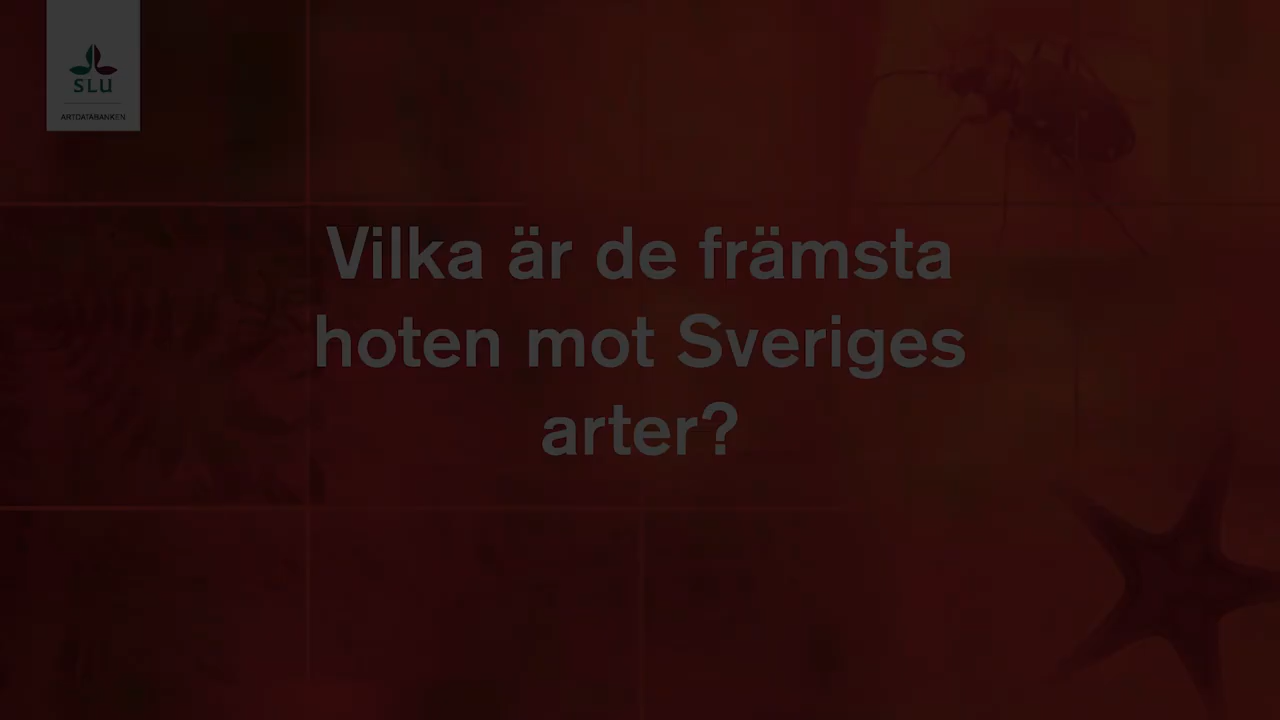 SLU
ARTDATABANKEN
Vilka är de främsta
hoten mot Sveriges
arter?